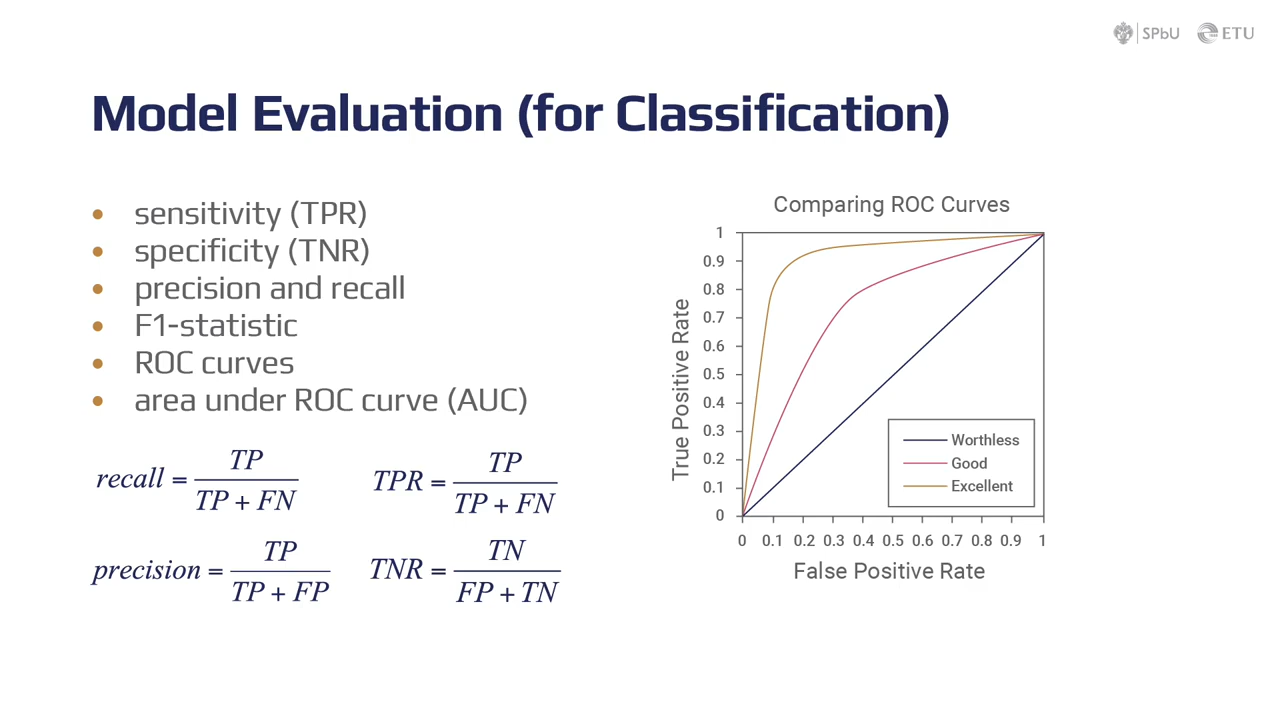 SPbU ETU
Model Evaluation (for Classification)
• sensitivity (TPR)
• specificity (TNR)
• precision and recall
• F1-statistic
• ROC curves
• area under ROC curve (AUC)
recall = TP / TP + FN
TPR = TP / TP + FN
precision = TP / TP + FP
TNR = TN / FP + TN
Comparing ROC Curves
True Positive Rate
1
0.9
0.8
0.7
0.6
0.5
0.4
0.3
0.2
0.1
0
Worthless
Good
Excellent
0 0.1 0.2 0.3 0.4 0.5 0.6 0.7 0.8 0.9 1
False Positive Rate